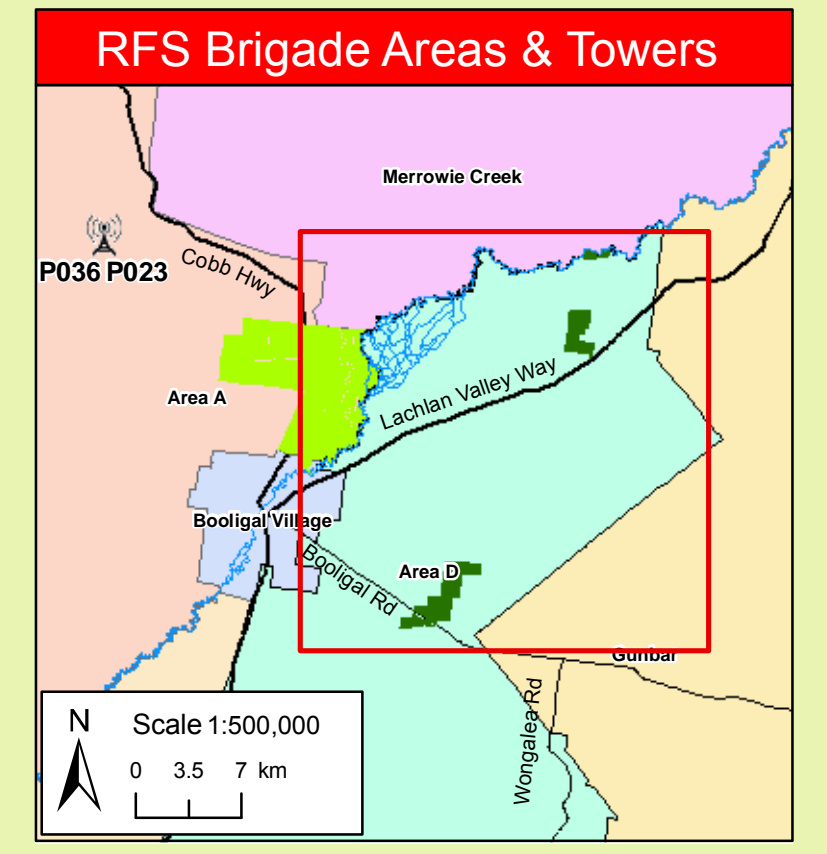 RFS Brigade Areas & Towers
Merrowie Creek
P036 P023
Cobb Hwy
Area A
Lachlan Valley Way
Booligal Village
Booligal Rd
Area D
Gunbar
Wongalea Rd
N
Scale 1:500,000
0 3.5 7 km